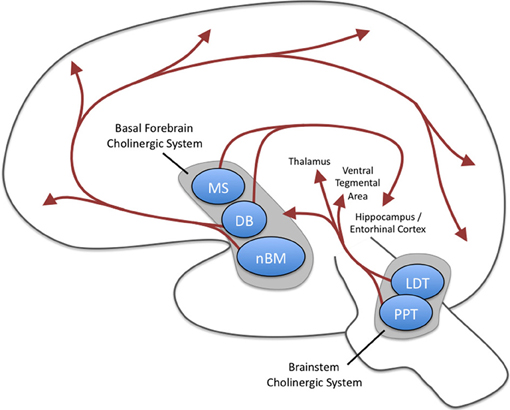 Basal Forebrain
Cholinergic System
MS
DB
nBM
Thalamus
Ventral
Tegmental
Area
Hippocampus /
Entorhinal Cortex
LDT
PPT
Brainstem
Cholinergic System